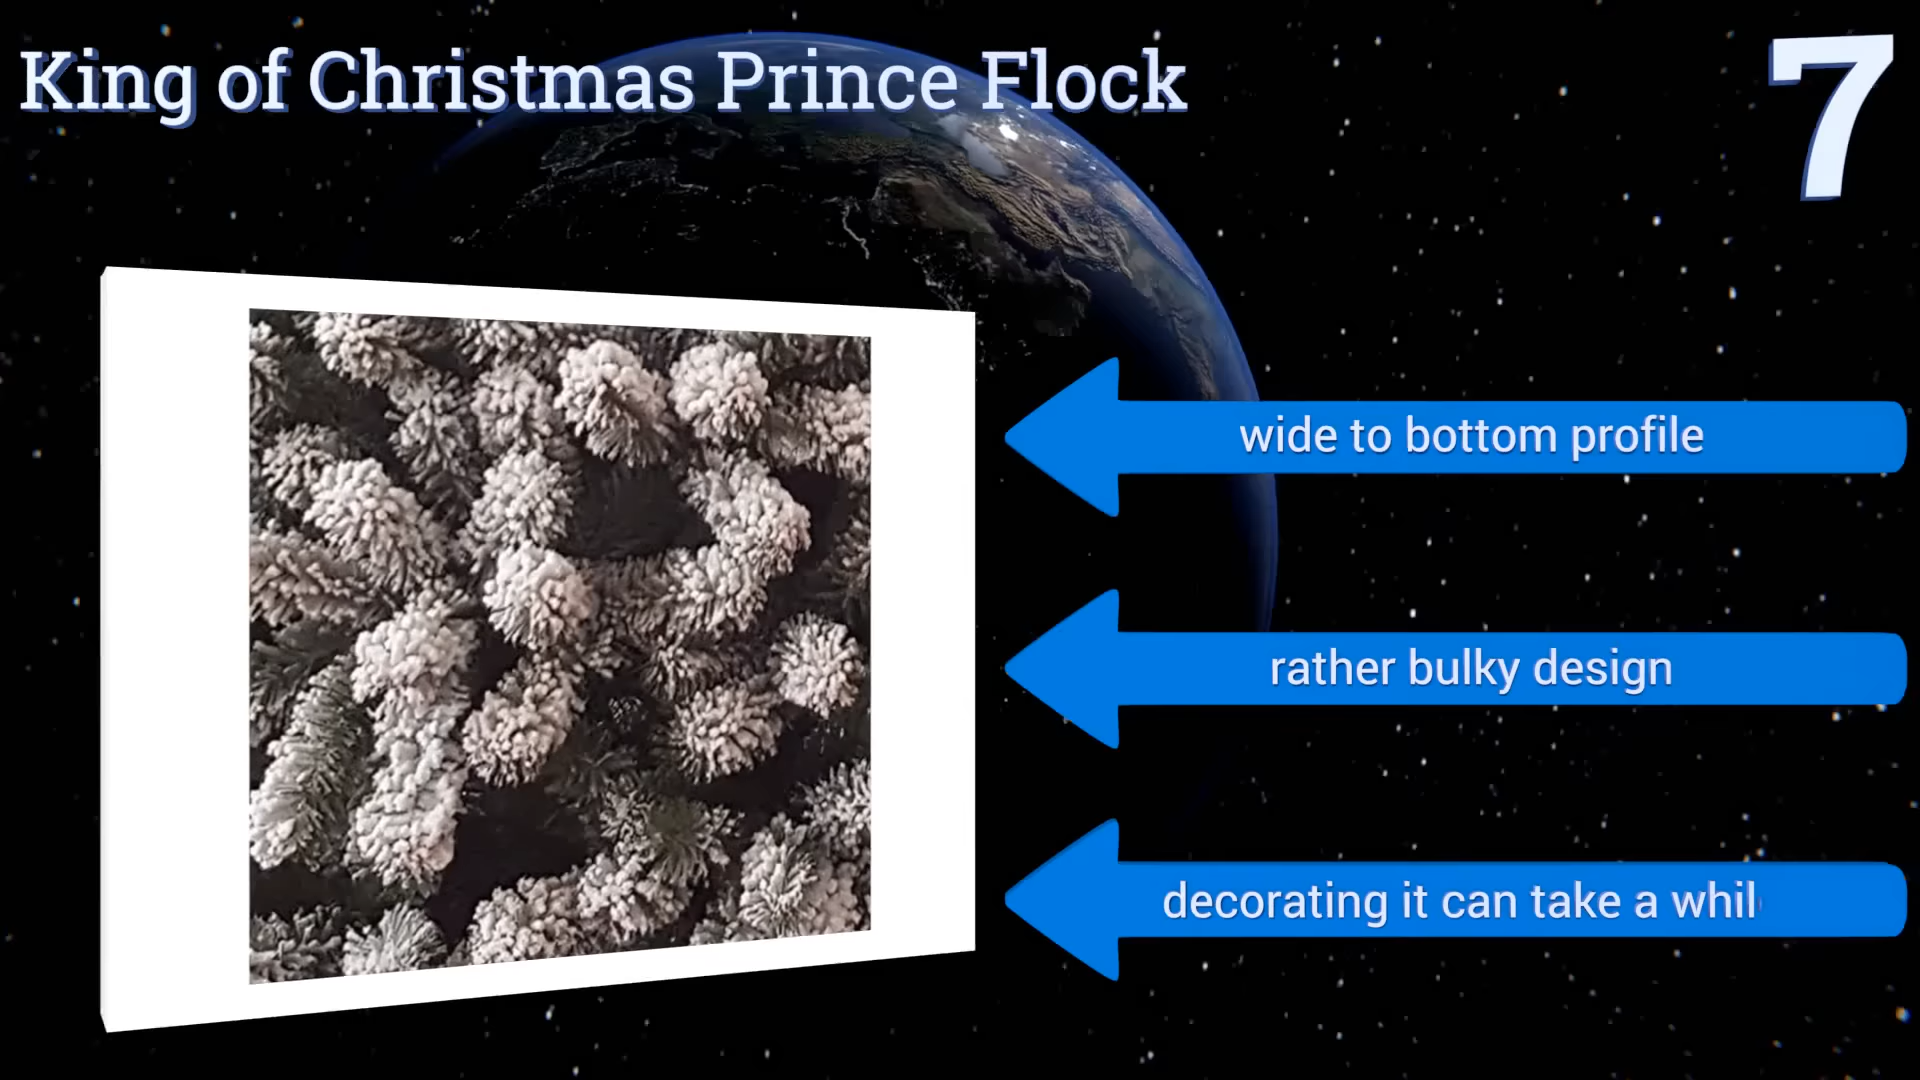 King of Christmas Prince Flock
7
wide to bottom profile
rather bulky design
decorating it can take a whil